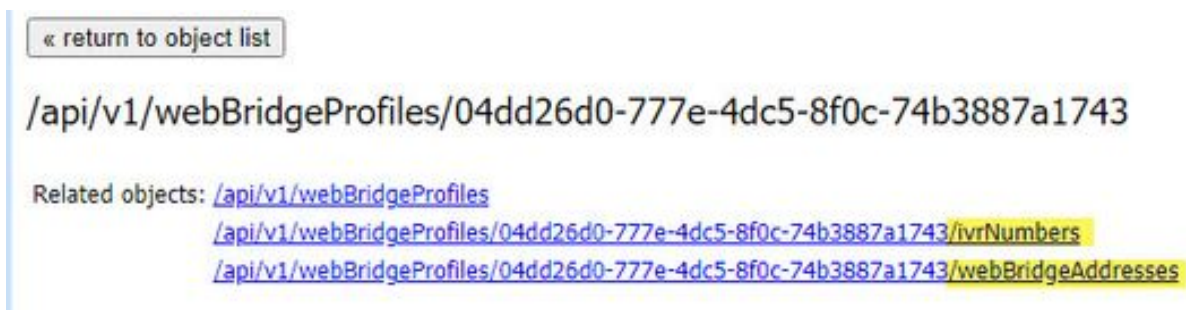 « return to object list
/api/v1/webBridgeProfiles/04dd26d0-777e-4dc5-8f0c-74b3887a1743
Related objects: /api/v1/webBridgeProfiles
/api/v1/webBridgeProfiles/04dd26d0-777e-4dc5-8f0c-74b3887a1743/ivrNumbers
/api/v1/webBridgeProfiles/04dd26d0-777e-4dc5-8f0c-74b3887a1743/webBridgeAddresses